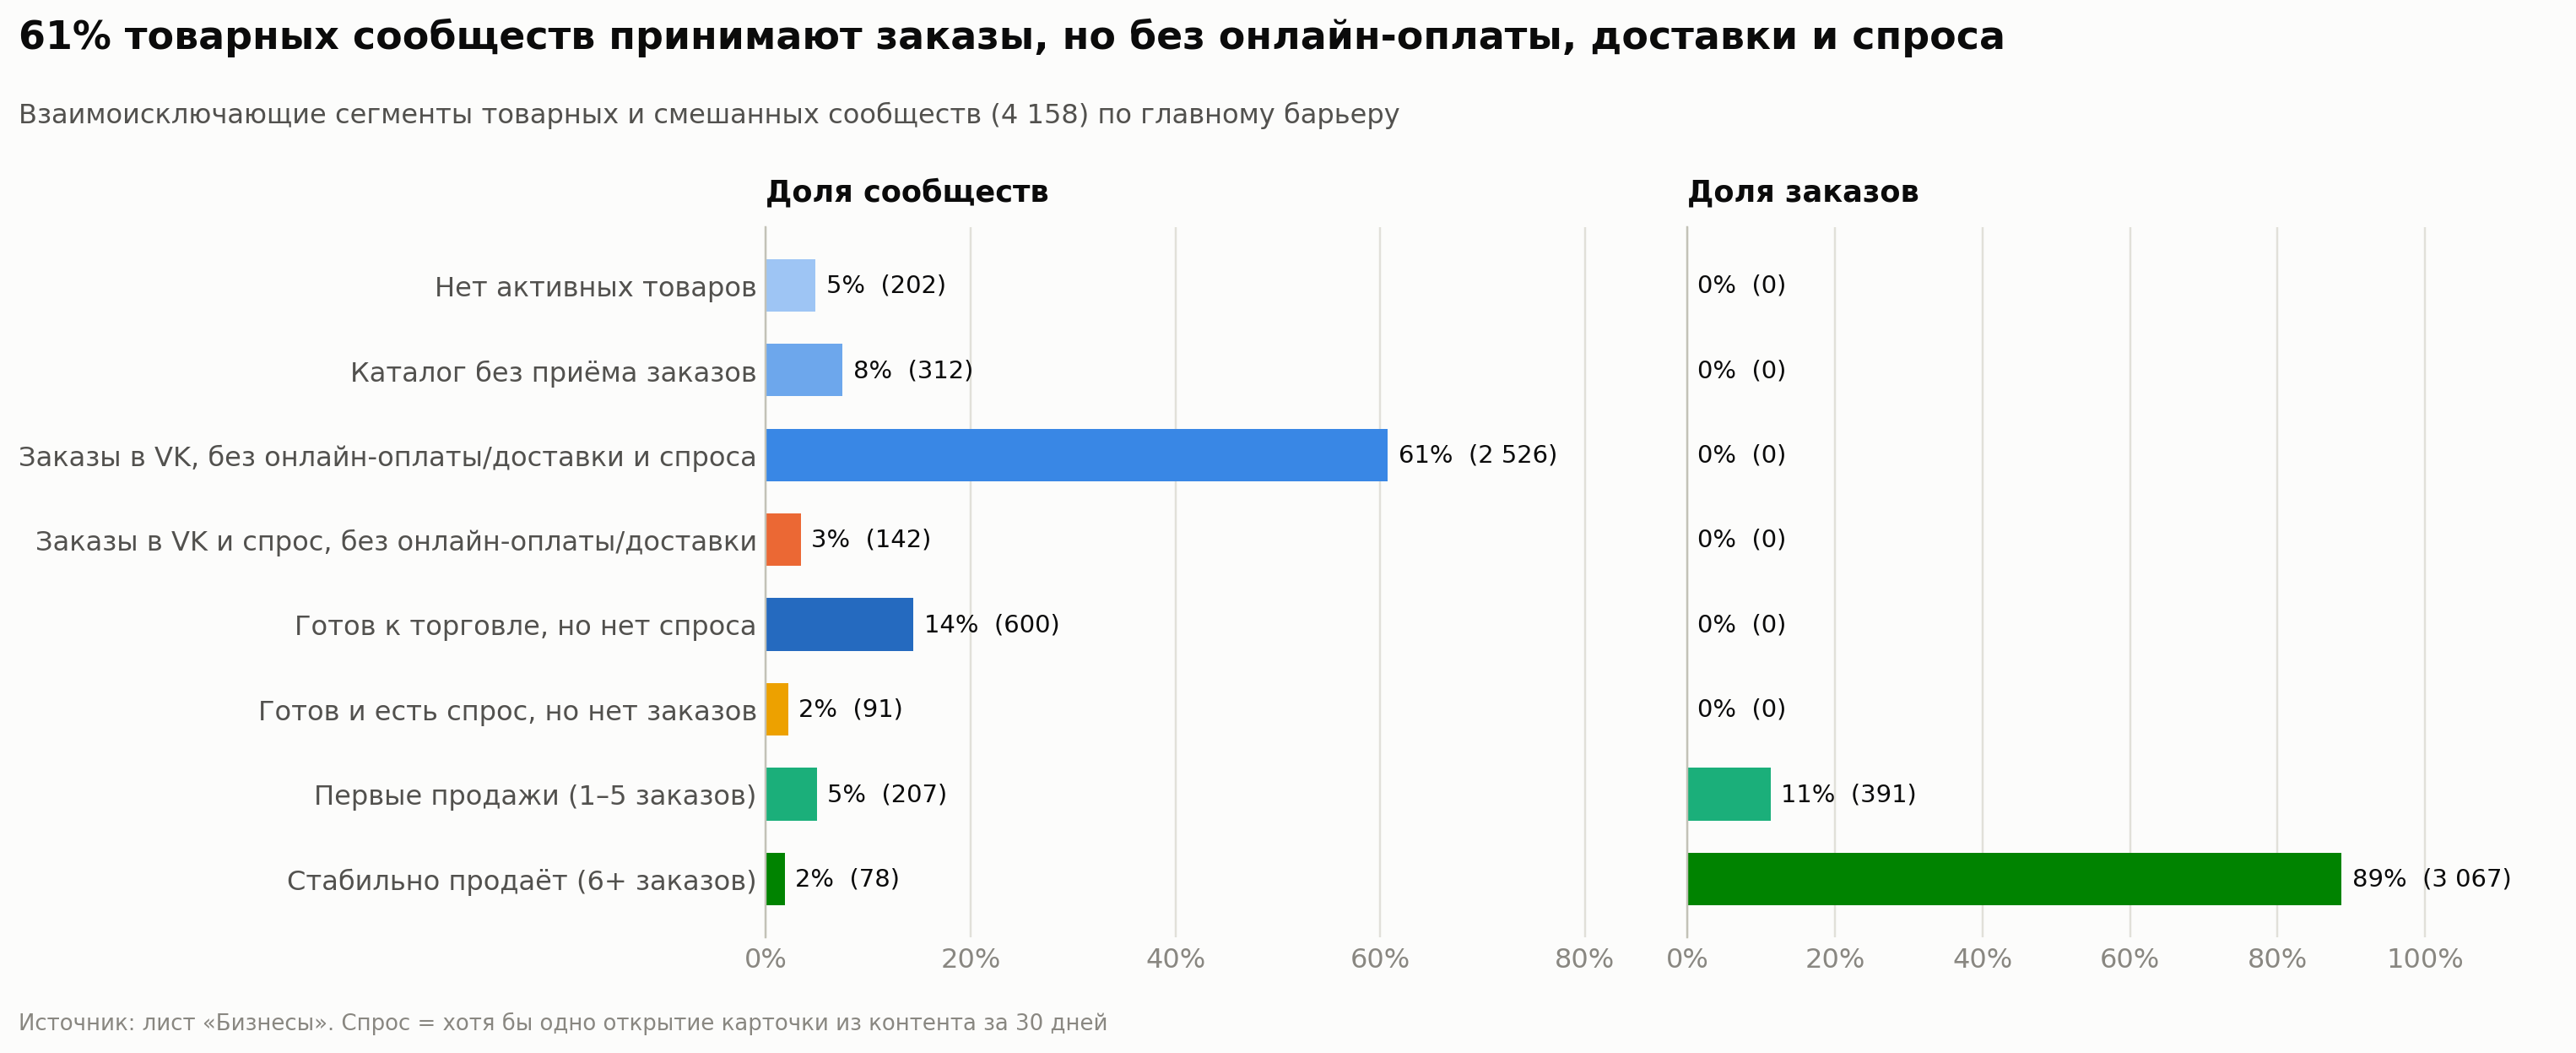 61% товарных сообществ принимают заказы, но без онлайн-оплаты, доставки и спроса
Взаимоисключающие сегменты товарных и смешанных сообществ (4 158) по главному барьеру
Доля сообществ
Доля заказов
Нет активных товаров 5% (202) 0% (0)
Каталог без приёма заказов 8% (312) 0% (0)
Заказы в VK, без онлайн-оплаты/доставки и спроса 61% (2 526) 0% (0)
Заказы в VK и спрос, без онлайн-оплаты/доставки 3% (142) 0% (0)
Готов к торговле, но нет спроса 14% (600) 0% (0)
Готов и есть спрос, но нет заказов 2% (91) 0% (0)
Первые продажи (1–5 заказов) 5% (207) 11% (391)
Стабильно продаёт (6+ заказов) 2% (78) 89% (3 067)
0% 20% 40% 60% 80% 0% 20% 40% 60% 80% 100%
Источник: лист «Бизнесы». Спрос = хотя бы одно открытие карточки из контента за 30 дней